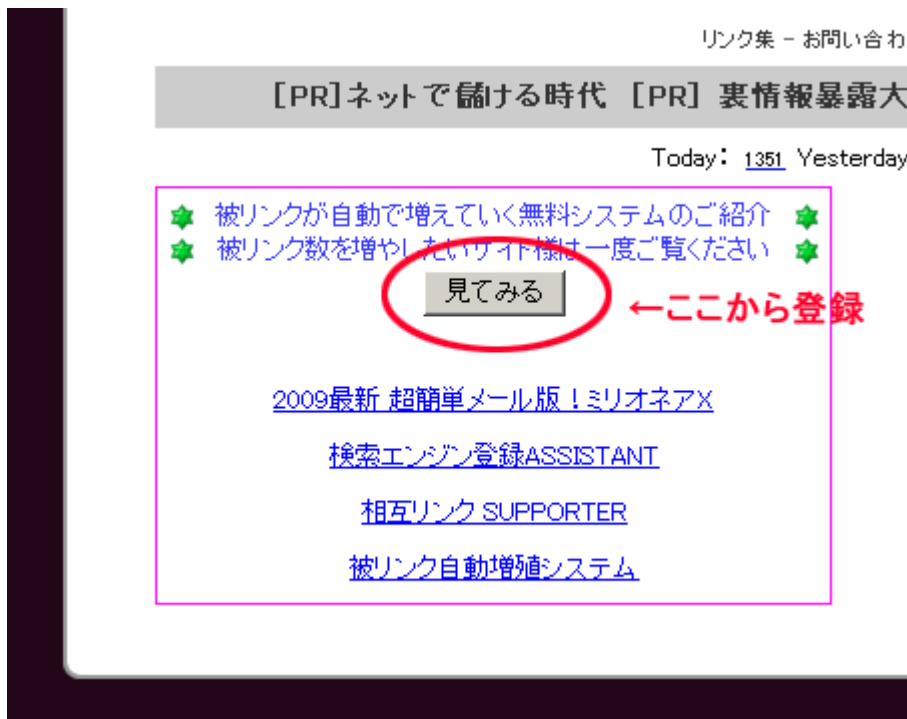 リンク集 - お問い合わ
[PR]ネットで儲ける時代 [PR] 裏情報暴露大
Today: 1351 Yesterday
被リンクが自動で増えていく無料システムのご紹介
被リンク数を増やしたいサイト様は一度ご覧ください
見てみる
←ここから登録
2009最新 超簡単メール版!ミリオネアX
検索エンジン登録ASSISTANT
相互リンク SUPPORTER
被リンク自動増殖システム